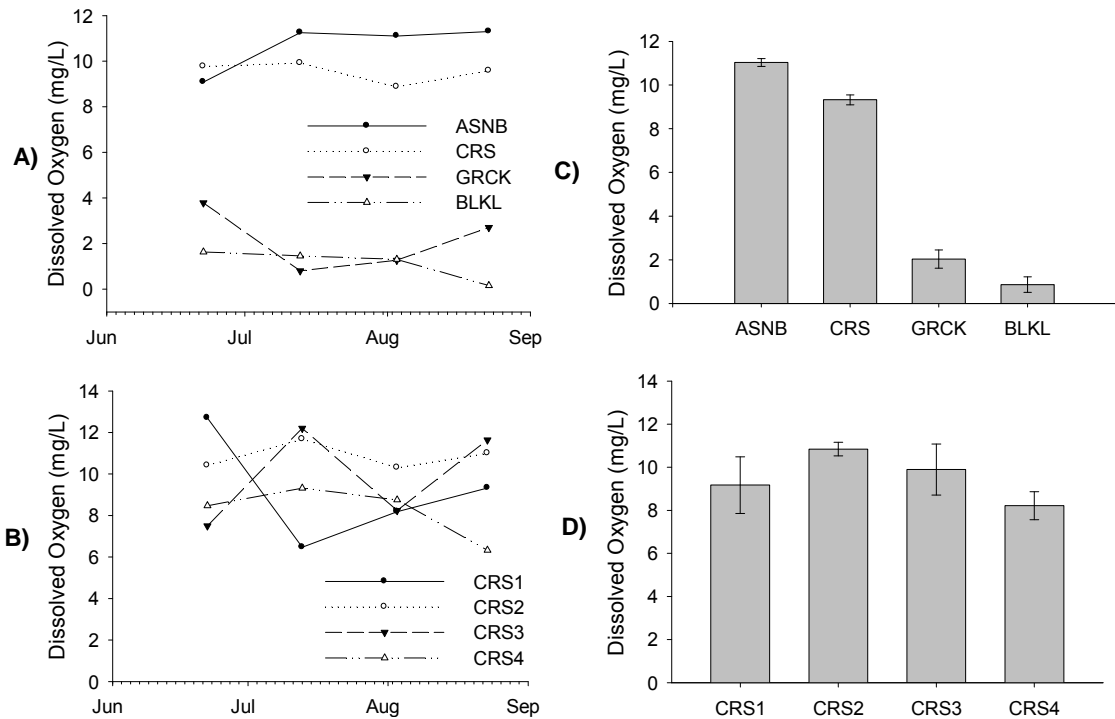 A)
Dissolved Oxygen (mg/L)
12
10
8
6
4
2
0
Jun Jul Aug Sep
ASNB
CRS
GRCK
BLKL
C)
Dissolved Oxygen (mg/L)
12
10
8
6
4
2
0
ASNB CRS GRCK BLKL
B)
Dissolved Oxygen (mg/L)
14
12
10
8
6
4
2
0
Jun Jul Aug Sep
CRS1
CRS2
CRS3
CRS4
D)
Dissolved Oxygen (mg/L)
14
12
10
8
6
4
2
0
CRS1 CRS2 CRS3 CRS4